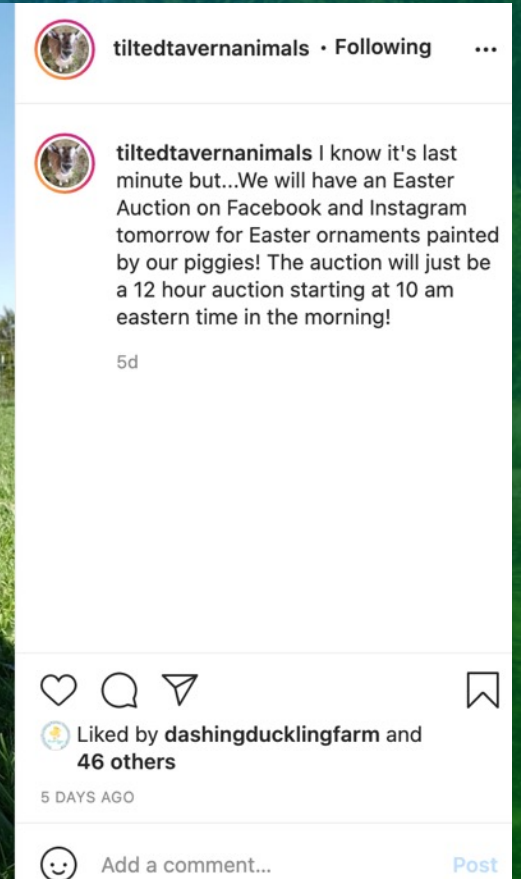 tiltedtavernanimals • Following
tiltedtavernanimals I know it's last
minute but...We will have an Easter
Auction on Facebook and Instagram
tomorrow for Easter ornaments painted
by our piggies! The auction will just be
a 12 hour auction starting at 10 am
eastern time in the morning!
5d
Liked by dashingducklingfarm and
46 others
5 DAYS AGO
Add a comment...
Post